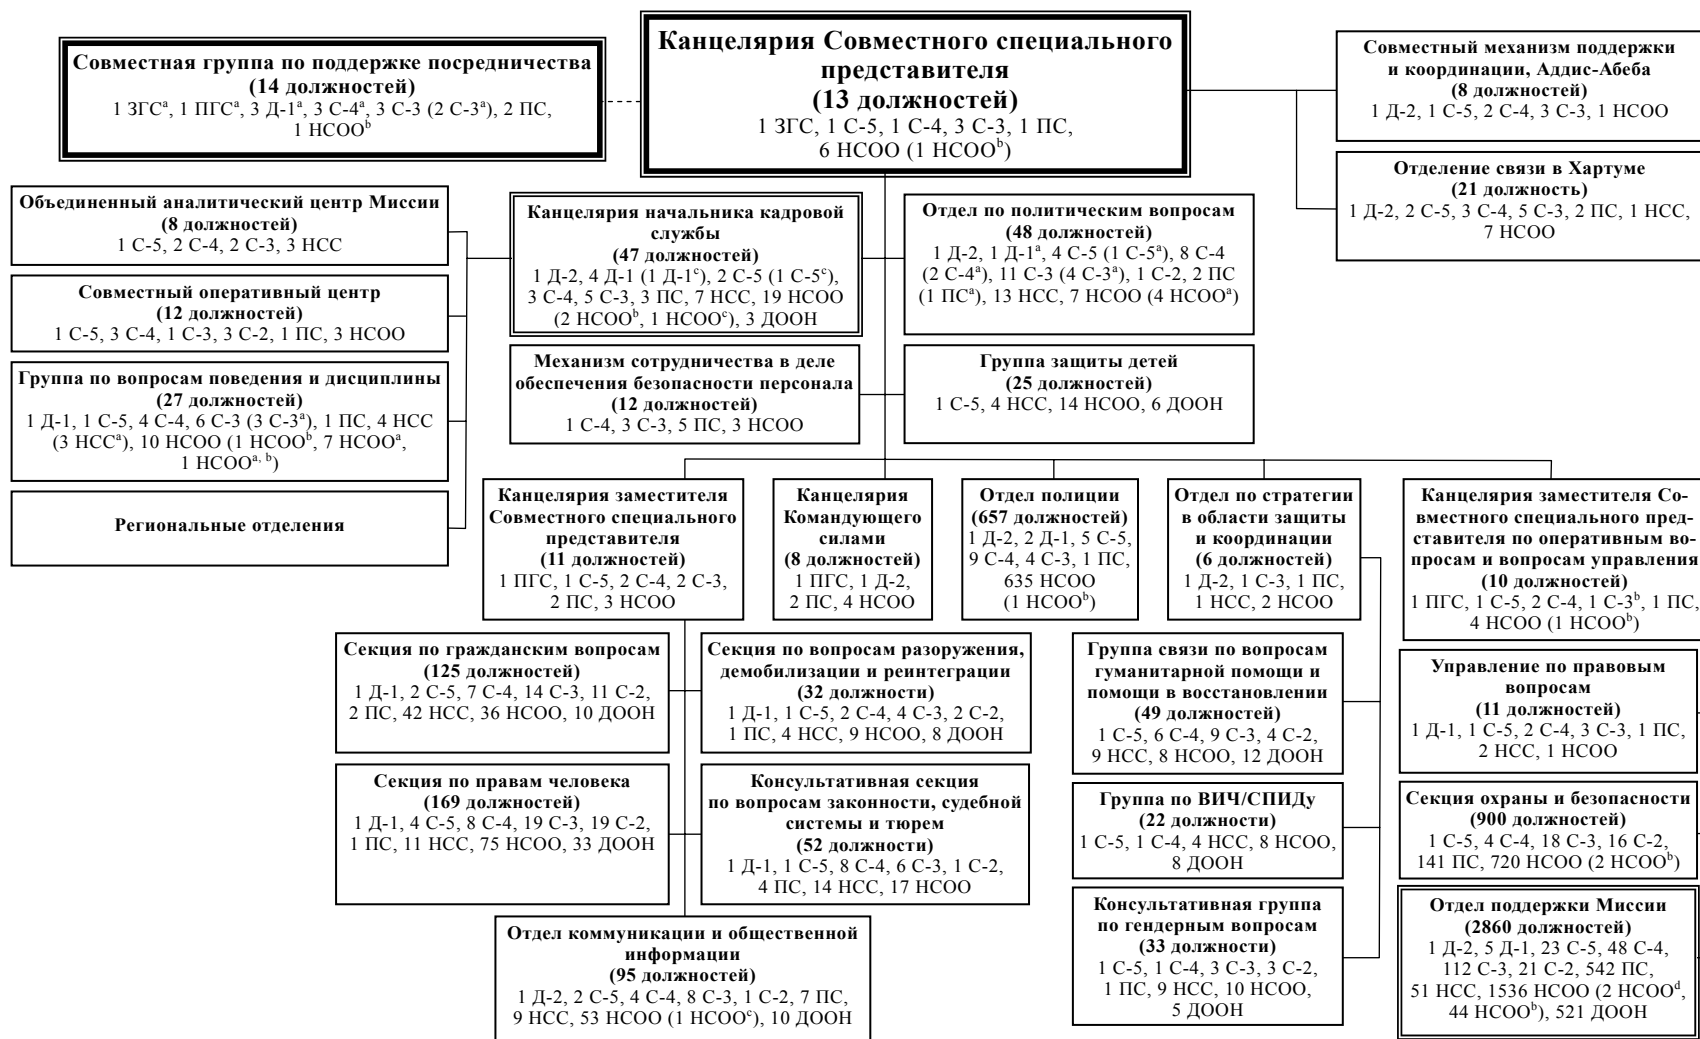 Совместная группа по поддержке посредничества
(14 должностей)
1 ЗГСᵃ, 1 ПГСᵃ, 3 Д-1ᵃ, 3 С-4ᵃ, 3 С-3 (2 С-3ᵃ), 2 ПС,
1 НСООᵇ
Канцелярия Совместного специального
представителя
(13 должностей)
1 ЗГС, 1 С-5, 1 С-4, 3 С-3, 1 ПС,
6 НСОО (1 НСООᵇ)
Совместный механизм поддержки
и координации, Аддис-Абеба
(8 должностей)
1 Д-2, 1 С-5, 2 С-4, 3 С-3, 1 НСОО
Отделение связи в Хартуме
(21 должность)
1 Д-2, 2 С-5, 3 С-4, 5 С-3, 2 ПС, 1 НСС,
7 НСОО
Объединенный аналитический центр Миссии
(8 должностей)
1 С-5, 2 С-4, 2 С-3, 3 НСС
Совместный оперативный центр
(12 должностей)
1 С-5, 3 С-4, 1 С-3, 3 С-2, 1 ПС, 3 НСОО
Группа по вопросам поведения и дисциплины
(27 должностей)
1 Д-1, 1 С-5, 4 С-4, 6 С-3 (3 С-3ᵃ), 1 ПС, 4 НСС
(3 НССᵃ), 10 НСОО (1 НСООᵇ, 7 НСООᵃ,
1 НСООᵃ, ᵇ)
Региональные отделения
Канцелярия начальника кадровой
службы
(47 должностей)
1 Д-2, 4 Д-1 (1 Д-1ᶜ), 2 С-5 (1 С-5ᶜ),
3 С-4, 5 С-3, 3 ПС, 7 НСС, 19 НСОО
(2 НСООᵇ, 1 НСООᶜ), 3 ДООН
Отдел по политическим вопросам
(48 должностей)
1 Д-2, 1 Д-1ᵃ, 4 С-5 (1 С-5ᵃ), 8 С-4
(2 С-4ᵃ), 11 С-3 (4 С-3ᵃ), 1 С-2, 2 ПС
(1 ПСᵃ), 13 НСС, 7 НСОО (4 НСООᵃ)
Механизм сотрудничества в деле
обеспечения безопасности персонала
(12 должностей)
1 С-4, 3 С-3, 5 ПС, 3 НСОО
Группа защиты детей
(25 должностей)
1 С-5, 4 НСС, 14 НСОО, 6 ДООН
Канцелярия заместителя
Совместного специального
представителя
(11 должностей)
1 ПГС, 1 С-5, 2 С-4, 2 С-3,
2 ПС, 3 НСОО
Канцелярия
Командующего
силами
(8 должностей)
1 ПГС, 1 Д-2,
2 ПС, 4 НСОО
Отдел полиции
(657 должностей)
1 Д-2, 2 Д-1, 5 С-5,
9 С-4, 4 С-3, 1 ПС,
635 НСОО
(1 НСООᵇ)
Отдел по стратегии
в области защиты
и координации
(6 должностей)
1 Д-2, 1 С-3, 1 ПС,
1 НСС, 2 НСОО
Канцелярия заместителя Со-
вместного специального пред-
ставителя по оперативным во-
просам и вопросам управления
(10 должностей)
1 ПГС, 1 С-5, 2 С-4, 1 С-3ᵇ, 1 ПС,
4 НСОО (1 НСООᵇ)
Секция по гражданским вопросам
(125 должностей)
1 Д-1, 2 С-5, 7 С-4, 14 С-3, 11 С-2,
2 ПС, 42 НСС, 36 НСОО, 10 ДООН
Секция по вопросам разоружения,
демобилизации и реинтеграции
(32 должности)
1 Д-1, 1 С-5, 2 С-4, 4 С-3, 2 С-2,
1 ПС, 4 НСС, 9 НСОО, 8 ДООН
Группа связи по вопросам
гуманитарной помощи и
помощи в восстановлении
(49 должностей)
1 С-5, 6 С-4, 9 С-3, 4 С-2,
9 НСС, 8 НСОО, 12 ДООН
Управление по правовым
вопросам
(11 должностей)
1 Д-1, 1 С-5, 2 С-4, 3 С-3, 1 ПС,
2 НСС, 1 НСОО
Секция по правам человека
(169 должностей)
1 Д-1, 4 С-5, 8 С-4, 19 С-3, 19 С-2,
1 ПС, 11 НСС, 75 НСОО, 33 ДООН
Консультативная секция
по вопросам законности, судебной
системы и тюрем
(52 должности)
1 Д-1, 1 С-5, 8 С-4, 6 С-3, 1 С-2,
4 ПС, 14 НСС, 17 НСОО
Группа по ВИЧ/СПИДу
(22 должности)
1 С-5, 1 С-4, 4 НСС, 8 НСОО,
8 ДООН
Секция охраны и безопасности
(900 должностей)
1 С-5, 4 С-4, 18 С-3, 16 С-2,
141 ПС, 720 НСОО (2 НСООᵇ)
Отдел коммуникации и общественной
информации
(95 должностей)
1 Д-2, 2 С-5, 4 С-4, 8 С-3, 1 С-2, 7 ПС,
9 НСС, 53 НСОО (1 НСООᶜ), 10 ДООН
Консультативная группа
по гендерным вопросам
(33 должности)
1 С-5, 1 С-4, 3 С-3, 3 С-2,
1 ПС, 9 НСС, 10 НСОО,
5 ДООН
Отдел поддержки Миссии
(2860 должностей)
1 Д-2, 5 Д-1, 23 С-5, 48 С-4,
112 С-3, 21 С-2, 542 ПС,
51 НСС, 1536 НСОО (2 НСООᵈ,
44 НСООᵇ), 521 ДООН